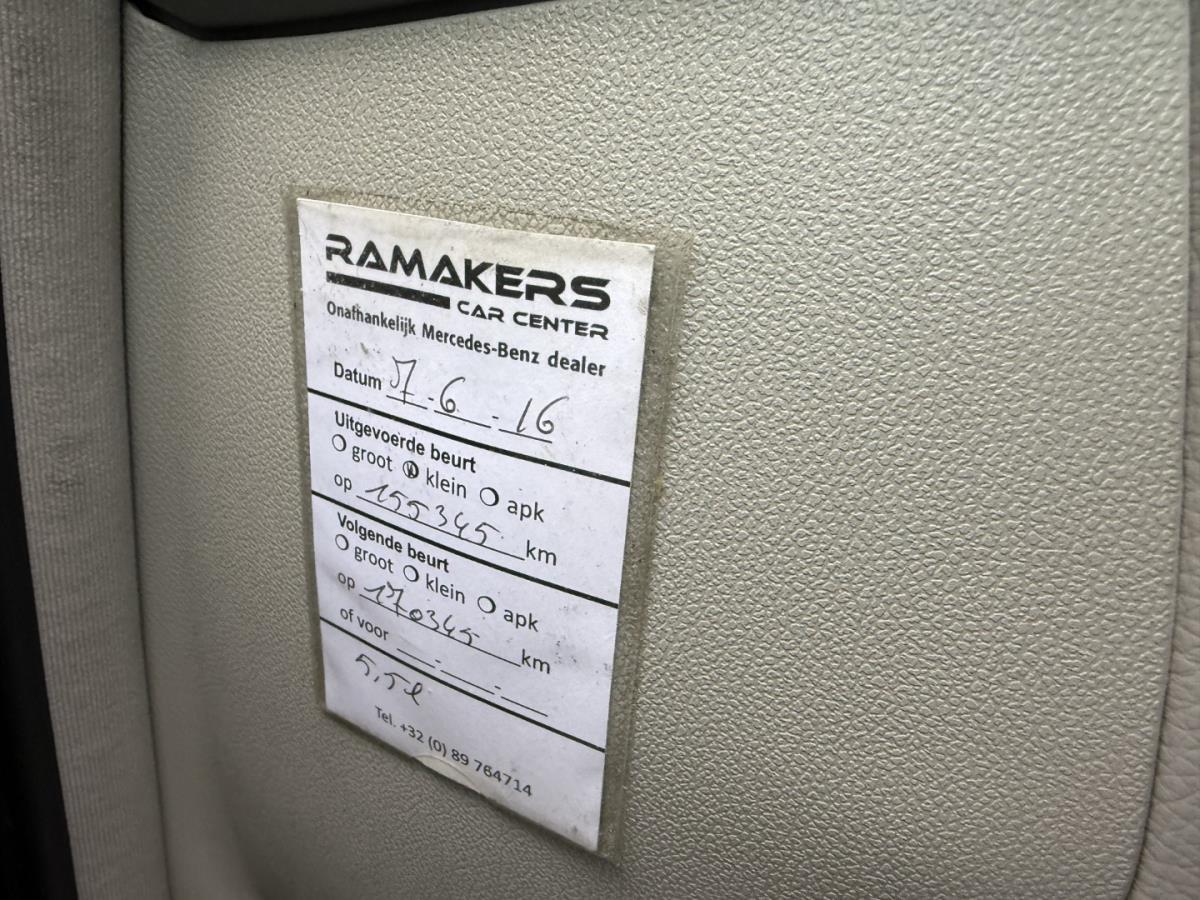 RAMAKERS
CAR CENTER
Onafhankelijk Mercedes-Benz dealer
Datum 7-6-16
Uitgevoerde beurt
groot klein apk
op 155345 km
Volgende beurt
groot klein apk
op 170345 km
of voor
5,5l
Tel. +32 (0) 89 764714